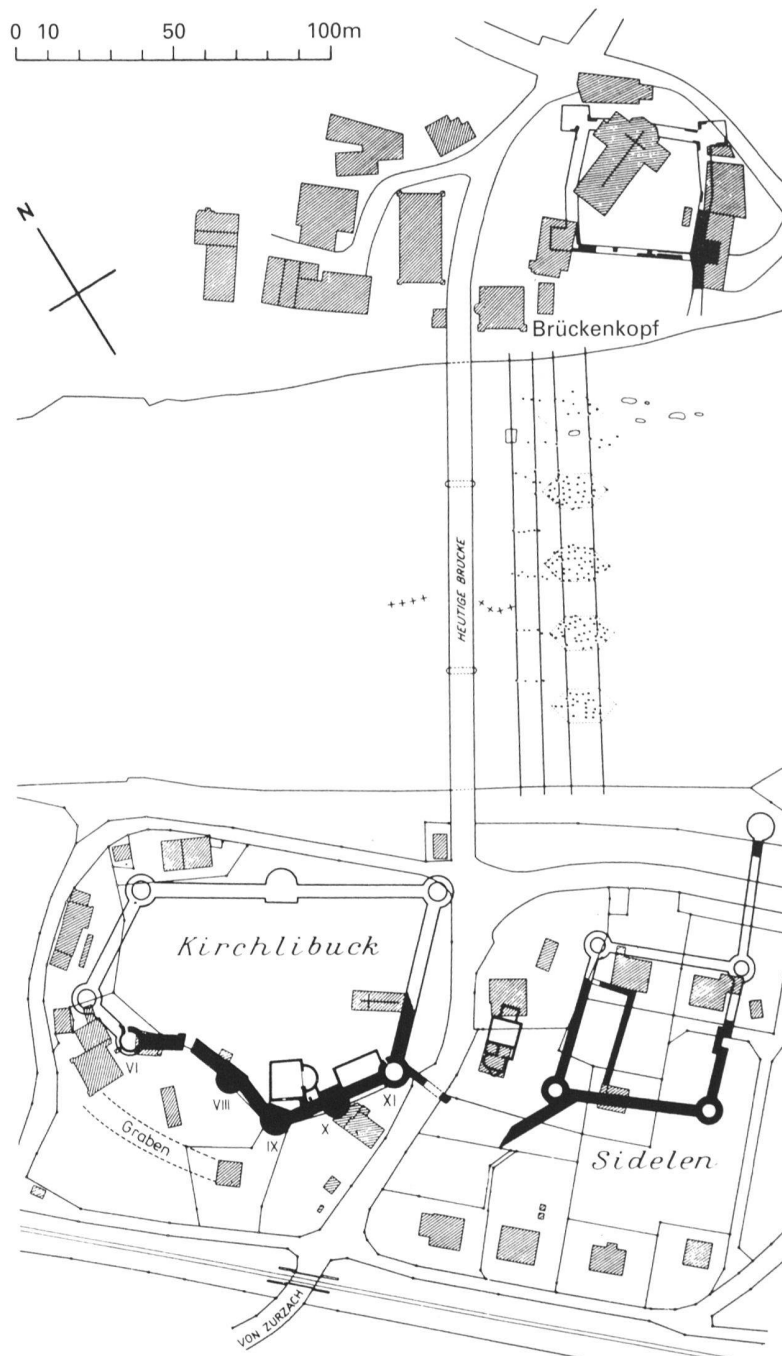 0 10 50 100m
N
Brückenkopf
HEUTIGE BRÜCKE
Kirchlibuck
VI
VIII
IX
X
XI
Graben
Sidelen
VON ZURZACH